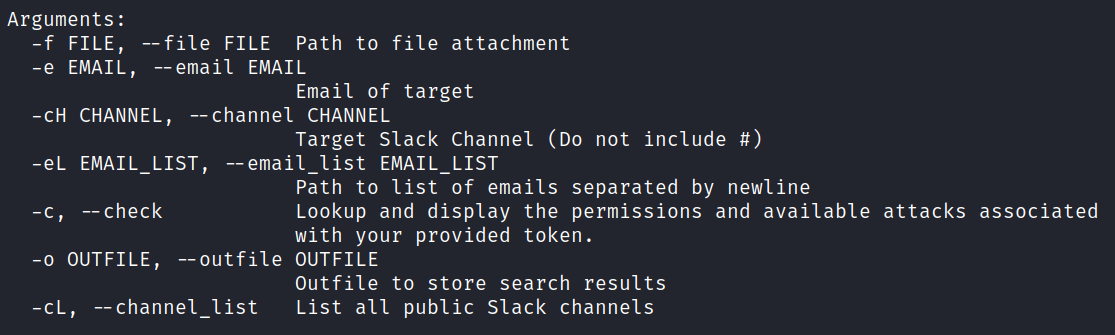 Arguments:
  -f FILE, --file FILE  Path to file attachment
  -e EMAIL, --email EMAIL
                        Email of target
  -cH CHANNEL, --channel CHANNEL
                        Target Slack Channel (Do not include #)
  -eL EMAIL_LIST, --email_list EMAIL_LIST
                        Path to list of emails separated by newline
  -c, --check           Lookup and display the permissions and available attacks associated
                        with your provided token.
  -o OUTFILE, --outfile OUTFILE
                        Outfile to store search results
  -cL, --channel_list   List all public Slack channels